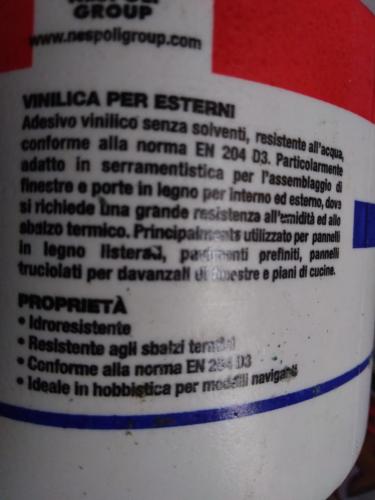 NESPOLI
GROUP
www.nespoligroup.com
VINILICA PER ESTERNI
Adesivo vinilico senza solventi, resistente all'acqua,
conforme alla norma EN 204 D3. Particolarmente
adatto in serramentistica per l'assemblaggio di
finestre e porte in legno per interno ed esterno, dove
si richiede una grande resistenza all'umidità ed allo
sbalzo termico. Principalmente utilizzato per pannelli
in legno listellari, pavimenti prefiniti, pannelli
truciolati per davanzali di finestre e piani di cucine.
PROPRIETÀ
• Idroresistente
• Resistente agli sbalzi termici
• Conforme alla norma EN 204 D3
• Ideale in hobbistica per modelli naviganti